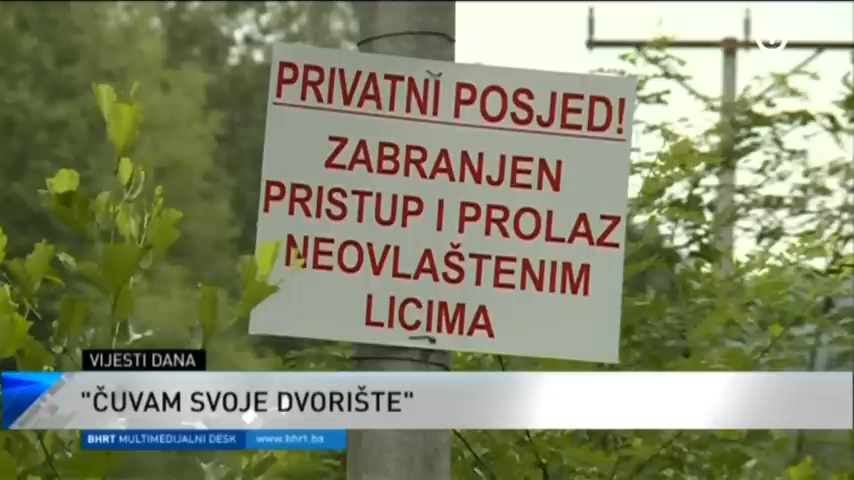 PRIVATNI POSJED!
ZABRANJEN
PRISTUP I PROLAZ
NEOVLAŠTENIM
LICIMA
VIJESTI DANA
"ČUVAM SVOJE DVORIŠTE"
BHRT MULTIMEDIJALNI DESK www.bhrt.ba